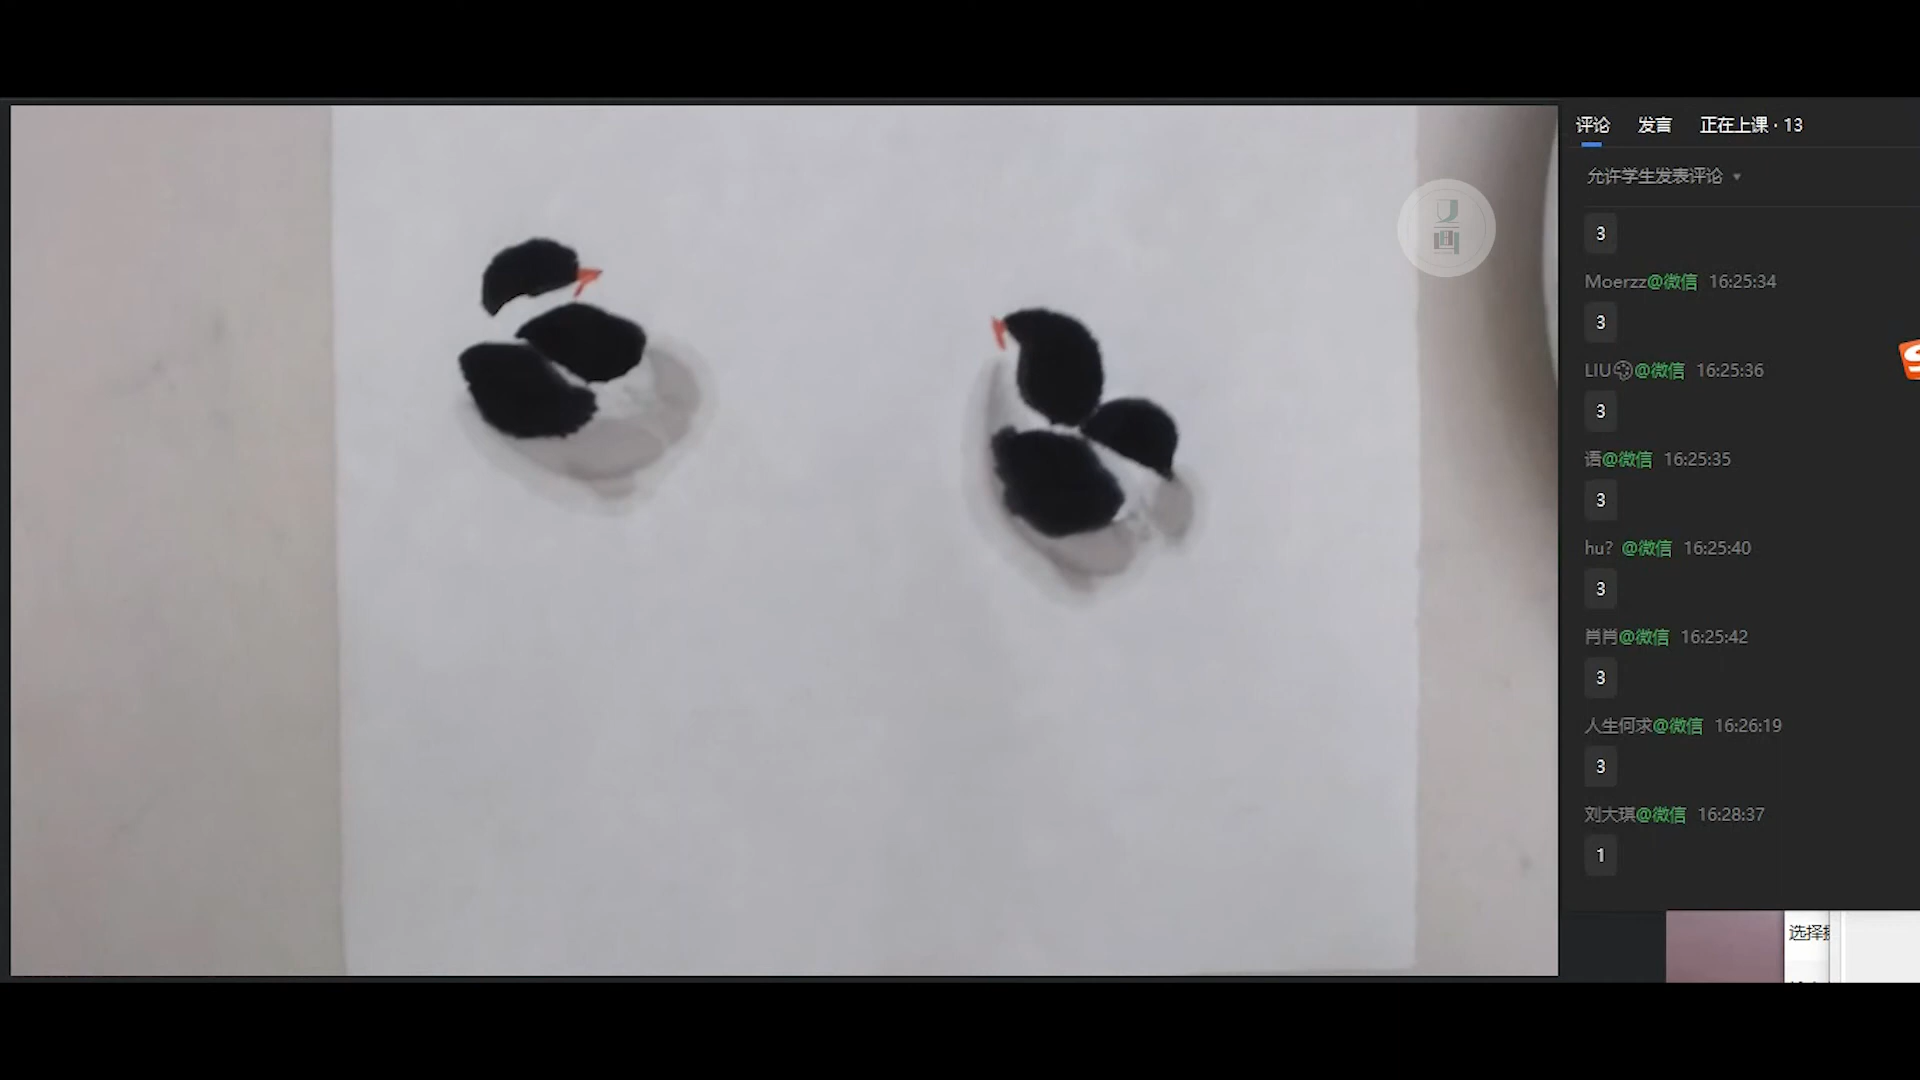 评论 发言 正在上课·13
允许学生发表评论
3
Moerzz@微信 16:25:34
3
LIU@微信 16:25:36
3
语@微信 16:25:35
3
hu? @微信 16:25:40
3
肖肖@微信 16:25:42
3
人生何求@微信 16:26:19
3
刘大琪@微信 16:28:37
1
选择